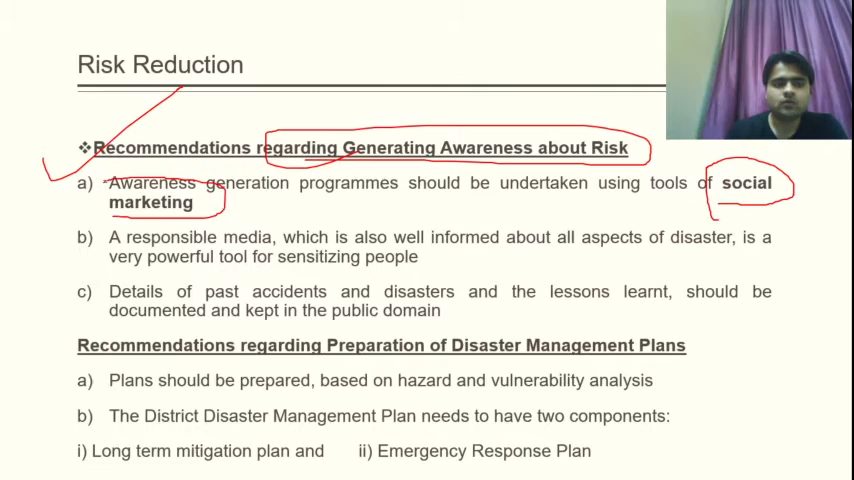 Risk Reduction
❖Recommendations regarding Generating Awareness about Risk
a) Awareness generation programmes should be undertaken using tools of social
marketing
b) A responsible media, which is also well informed about all aspects of disaster, is a
very powerful tool for sensitizing people
c) Details of past accidents and disasters and the lessons learnt, should be
documented and kept in the public domain
Recommendations regarding Preparation of Disaster Management Plans
a) Plans should be prepared, based on hazard and vulnerability analysis
b) The District Disaster Management Plan needs to have two components:
i) Long term mitigation plan and ii) Emergency Response Plan